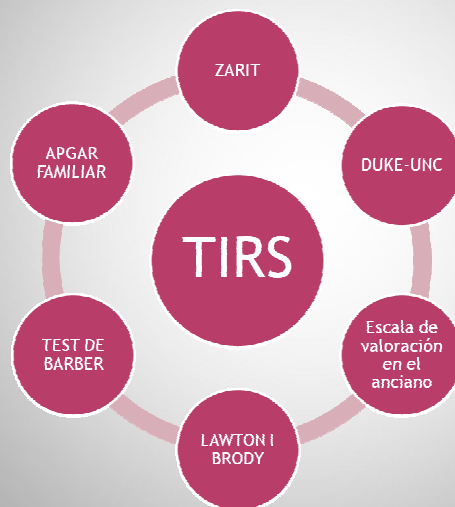 ZARIT
DUKE-UNC
Escala de
valoración
en el
anciano
LAWTON I
BRODY
TEST DE
BARBER
APGAR
FAMILIAR
TIRS